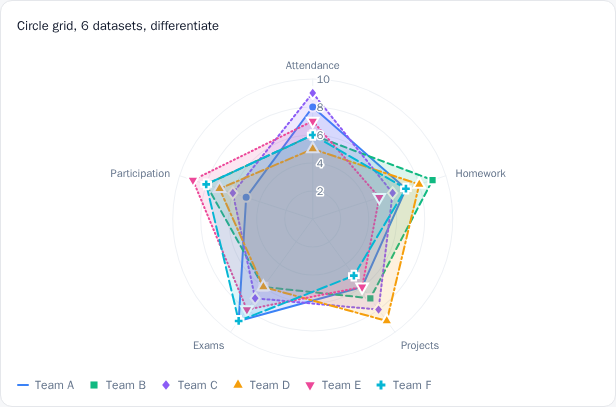 Circle grid, 6 datasets, differentiate
Attendance
10
8
6
4
2
Participation
Homework
Exams
Projects
Team A Team B Team C Team D Team E Team F